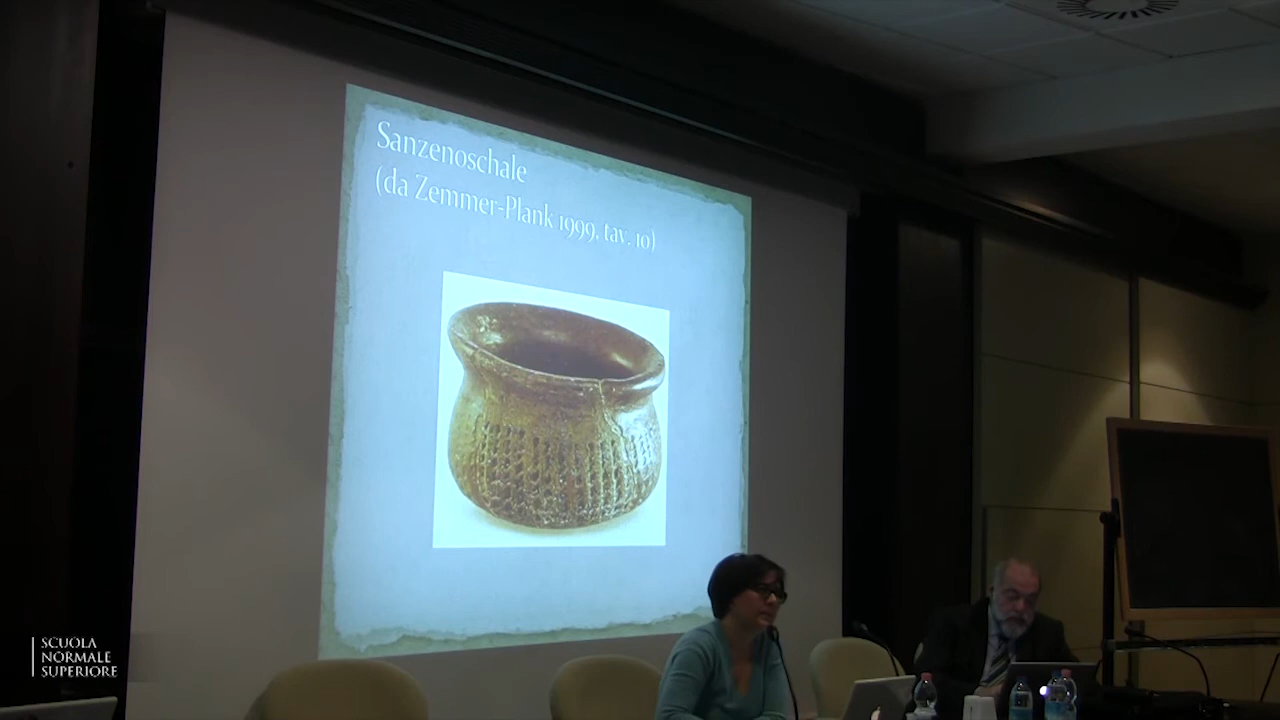 Sanzenoschale
(da Zemmer-Plank 1999, tav. 10)
SCUOLA
NORMALE
SUPERIORE